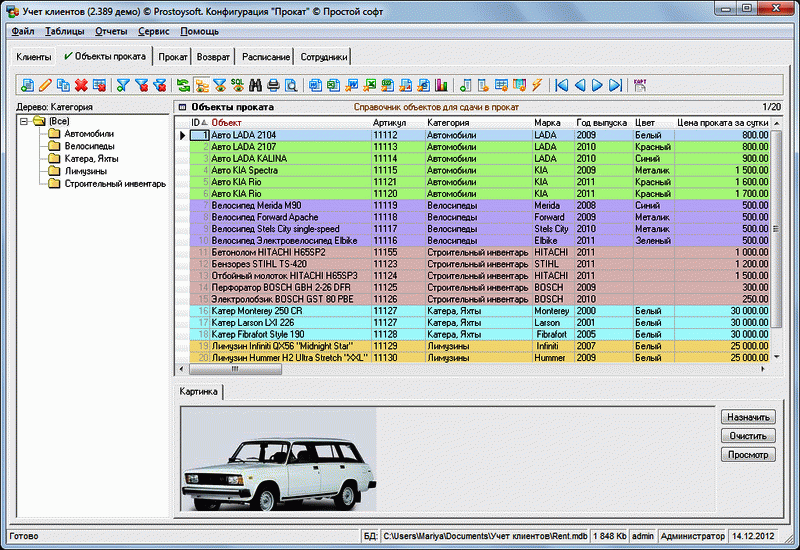 Учет клиентов (2.389 демо) © Prostoysoft. Конфигурация "Прокат" © Простой софт
Файл Таблицы Отчеты Сервис Помощь
Клиенты Объекты проката Прокат Возврат Расписание Сотрудники
SQL
Дерево: Категория
(Все)
Автомобили
Велосипеды
Катера, Яхты
Лимузины
Строительный инвентарь
Объекты проката Справочник объектов для сдачи в прокат 1/20
ID Объект Артикул Категория Марка Год выпуска Цвет Цена проката за сутки
1 Авто LADA 2104 11112 Автомобили LADA 2009 Белый 800.00
2 Авто LADA 2107 11113 Автомобили LADA 2010 Красный 800.00
3 Авто LADA KALINA 11114 Автомобили LADA 2010 Синий 900.00
4 Авто KIA Spectra 11115 Автомобили KIA 2009 Металик 1 500.00
5 Авто KIA Rio 11121 Автомобили KIA 2011 Красный 1 600.00
6 Авто KIA Rio 11120 Автомобили KIA 2011 Красный 1 700.00
7 Велосипед Merida M90 11119 Велосипеды Merida 2008 Синий 500.00
8 Велосипед Forward Apache 11118 Велосипеды Forward 2009 Металик 500.00
9 Велосипед Stels City single-speed 11117 Велосипеды Stels City 2010 Металик 500.00
10 Велосипед Электровелосипед Elbike 11116 Велосипеды Elbike 2011 Зеленый 500.00
11 Бетонолом HITACHI H65SP2 11155 Строительный инвентарь HITACHI 2011 1 000.00
12 Бензорез STIHL TS-420 11123 Строительный инвентарь STIHL 2011 1 200.00
13 Отбойный молоток HITACHI H65SP3 11124 Строительный инвентарь HITACHI 2011 1 500.00
14 Перфоратор BOSCH GBH 2-26 DFR 11125 Строительный инвентарь BOSCH 2009 300.00
15 Электролобзик BOSCH GST 80 PBE 11126 Строительный инвентарь BOSCH 2010 250.00
16 Катер Monterey 250 CR 11127 Катера, Яхты Monterey 2000 Белый 30 000.00
17 Катер Larson LXI 226 11127 Катера, Яхты Larson 2001 Белый 30 000.00
18 Катер Fibrafort Style 190 11128 Катера, Яхты Fibrafort 2005 Белый 30 000.00
19 Лимузин Infiniti QX56 "Midnight Star" 11129 Лимузины Infiniti 2007 Белый 25 000.00
20 Лимузин Hummer H2 Ultra Stretch "XXL" 11130 Лимузины Hummer 2009 Белый 25 000.00
Картинка
Назначить
Очистить
Просмотр
Готово БД: C:\Users\Mariya\Documents\Учет клиентов\Rent.mdb 1 848 Kb admin Администратор 14.12.2012